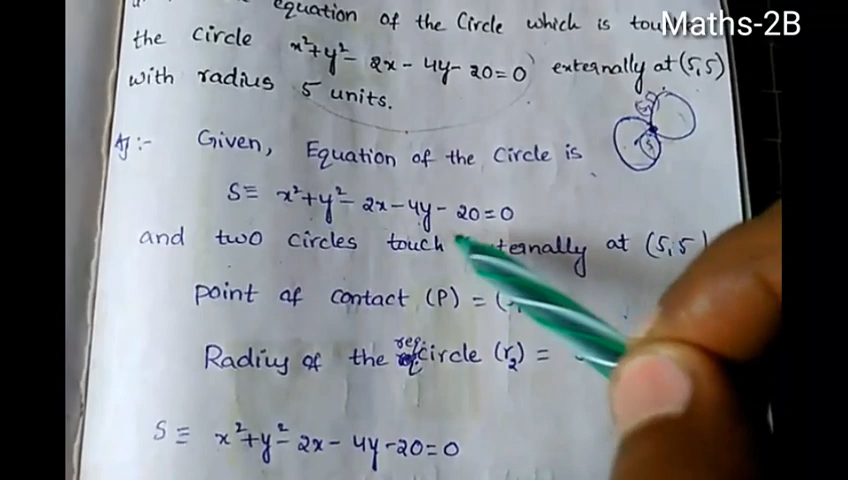 equation of the Circle which is
Maths-2B
the circle x²+y²-2x-4y-20=0 externally at (5,5)
with radius 5 units.
Given, Equation of the Circle is
S≡ x²+y²-2x-4y-20=0
and two circles touch at (5,5)
point of contact (P) = (
Radius of the req circle (r₂) =
S≡ x²+y²-2x-4y-20=0